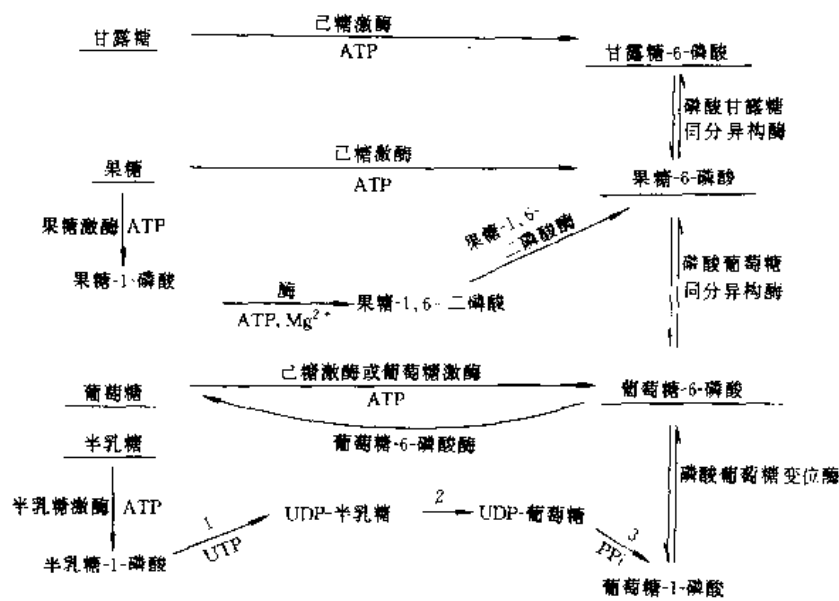 己糖激酶
甘露糖
ATP
甘露糖-6-磷酸
磷酸甘露糖
同分异构酶
己糖激酶
果糖
ATP
果糖-6-磷酸
果糖激酶 ATP
果糖-1,6-
二磷酸酶
果糖-1-磷酸
磷酸葡萄糖
同分异构酶
酶
果糖-1,6-二磷酸
ATP, Mg²⁺
己糖激酶或葡萄糖激酶
葡萄糖
ATP
葡萄糖-6-磷酸
半乳糖
葡萄糖-6-磷酸酶
磷酸葡萄糖变位酶
半乳糖激酶 ATP
1
UTP
UDP-半乳糖
2
UDP-葡萄糖
3
PPi
半乳糖-1-磷酸
葡萄糖-1-磷酸